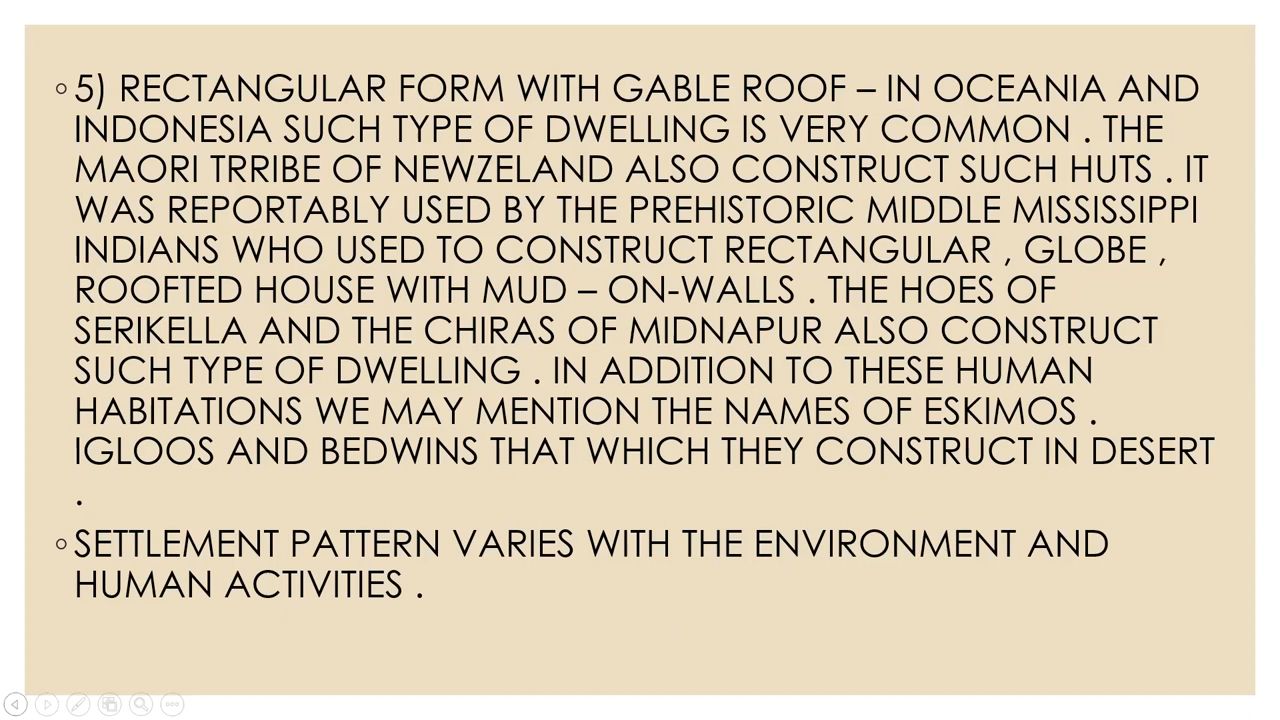 ◦ 5) RECTANGULAR FORM WITH GABLE ROOF – IN OCEANIA AND
INDONESIA SUCH TYPE OF DWELLING IS VERY COMMON . THE
MAORI TRRIBE OF NEWZELAND ALSO CONSTRUCT SUCH HUTS . IT
WAS REPORTABLY USED BY THE PREHISTORIC MIDDLE MISSISSIPPI
INDIANS WHO USED TO CONSTRUCT RECTANGULAR , GLOBE ,
ROOFTED HOUSE WITH MUD – ON-WALLS . THE HOES OF
SERIKELLA AND THE CHIRAS OF MIDNAPUR ALSO CONSTRUCT
SUCH TYPE OF DWELLING . IN ADDITION TO THESE HUMAN
HABITATIONS WE MAY MENTION THE NAMES OF ESKIMOS .
IGLOOS AND BEDWINS THAT WHICH THEY CONSTRUCT IN DESERT
.
◦ SETTLEMENT PATTERN VARIES WITH THE ENVIRONMENT AND
HUMAN ACTIVITIES .